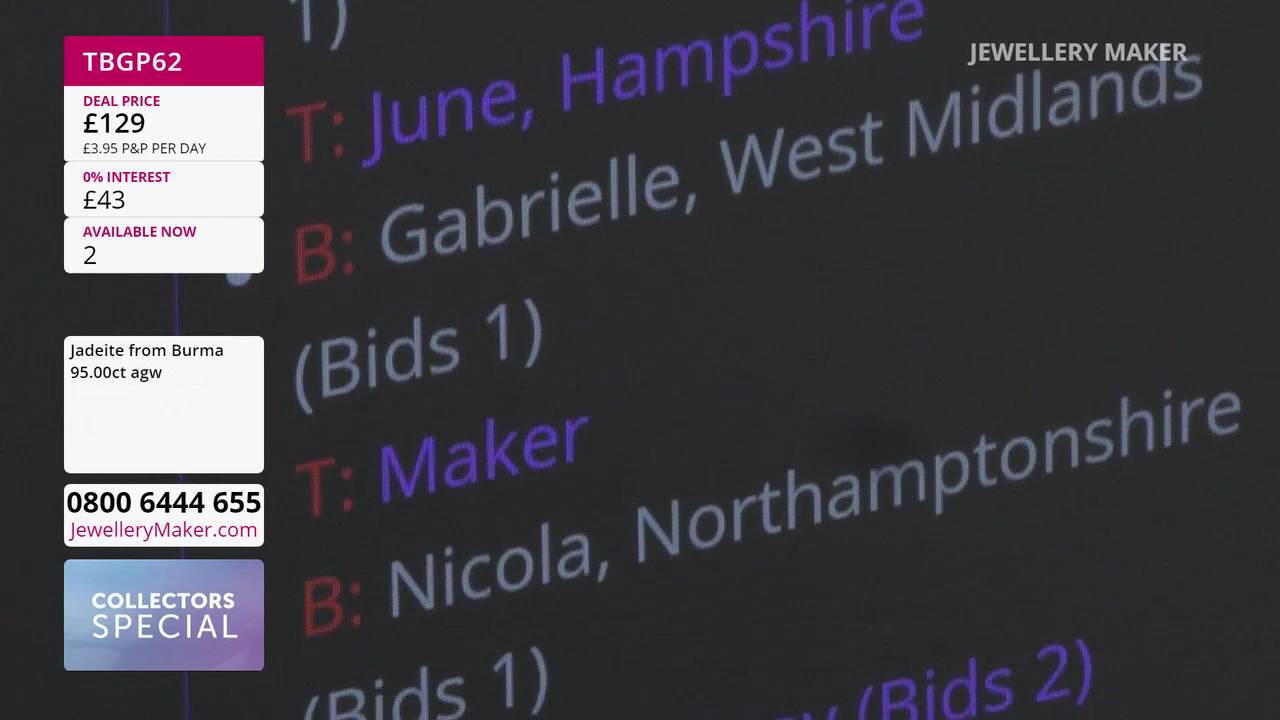 TBGP62
DEAL PRICE
£129
£3.95 P&P PER DAY
0% INTEREST
£43
AVAILABLE NOW
2
Jadeite from Burma
95.00ct agw
0800 6444 655
JewelleryMaker.com
COLLECTORS
SPECIAL
JEWELLERY MAKER
1)
T: June, Hampshire
B: Gabrielle, West Midlands
(Bids 1)
T: Maker
B: Nicola, Northamptonshire
(Bids 1)
(Bids 2)